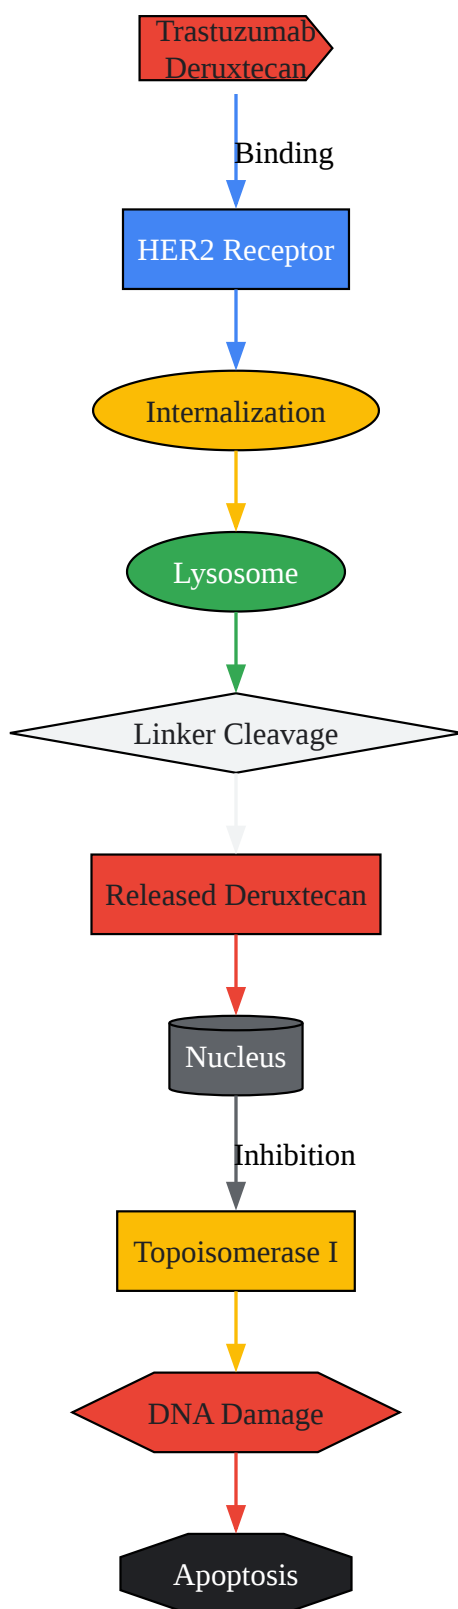 Trastuzumab
Deruxtecan
Binding
HER2 Receptor
Internalization
Lysosome
Linker Cleavage
Released Deruxtecan
Nucleus
Inhibition
Topoisomerase I
DNA Damage
Apoptosis